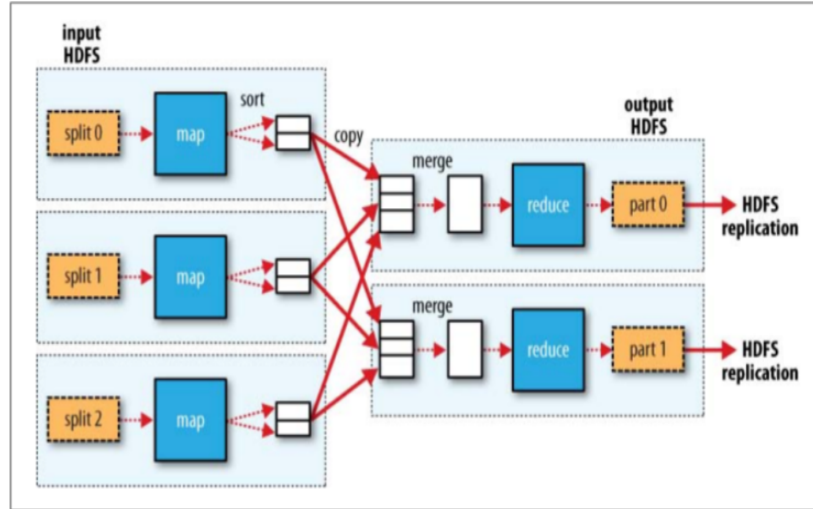 input
HDFS
split 0
map
sort
copy
split 1
map
split 2
map
output
HDFS
merge
reduce
part 0
HDFS
replication
merge
reduce
part 1
HDFS
replication